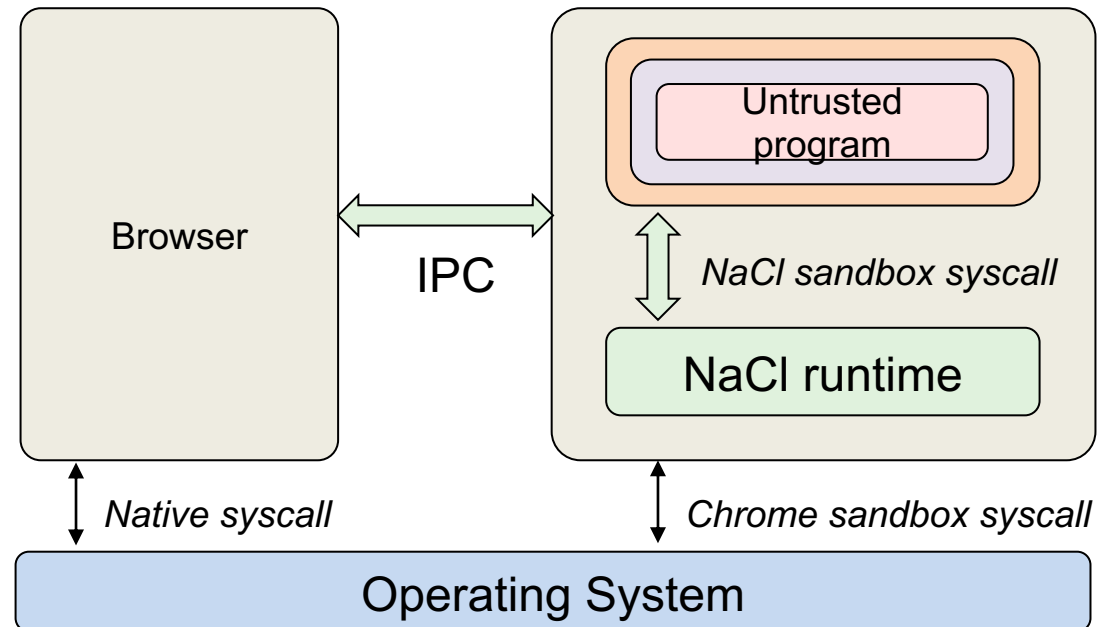 Untrusted
program
Browser
IPC
NaCl sandbox syscall
NaCl runtime
Native syscall
Chrome sandbox syscall
Operating System